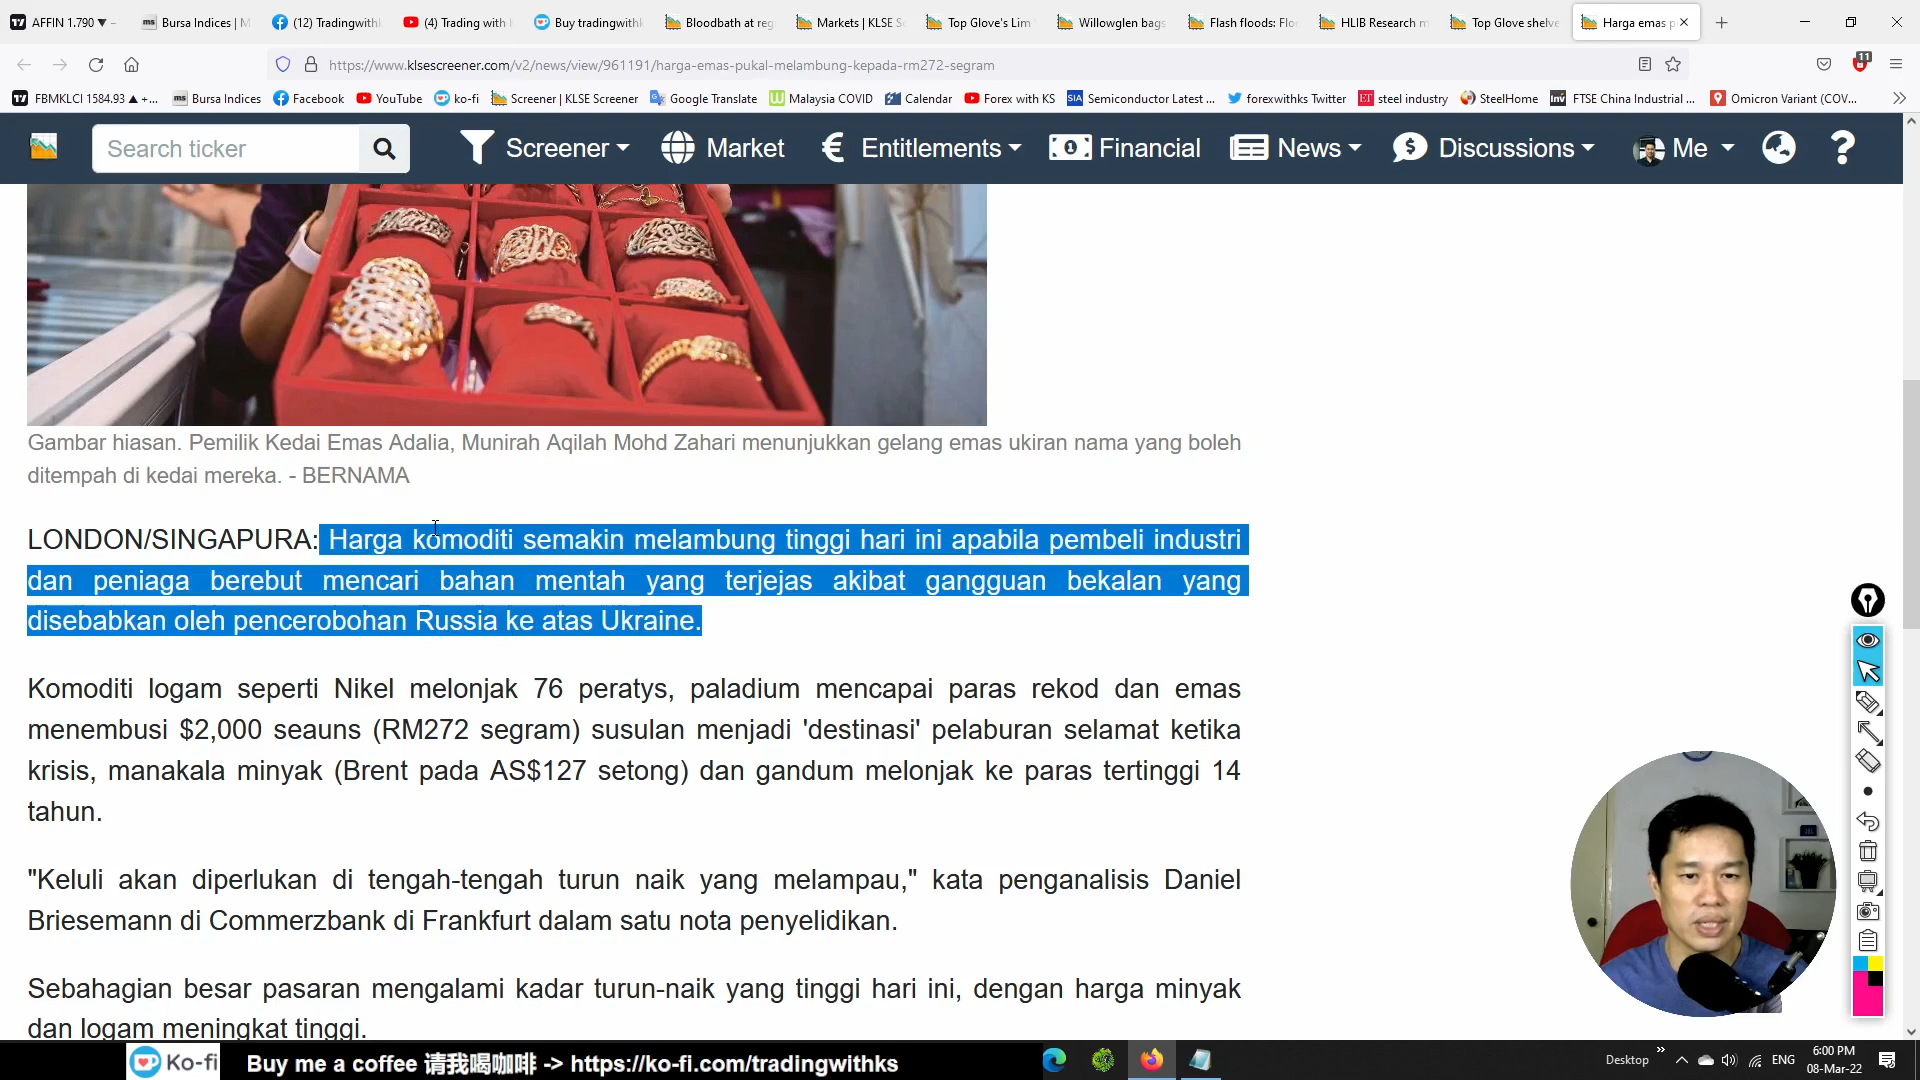 AFFIN 1.790 ▼ −
Bursa Indices | M
(12) Tradingwith
(4) Trading with
Buy tradingwith
Bloodbath at reg
Markets | KLSE S
Top Glove's Lim
Willowglen bags
Flash floods: Flo
HLIB Research m
Top Glove shelve
Harga emas p
https://www.klsescreener.com/v2/news/view/961191/harga-emas-pukal-melambung-kepada-rm272-segram
11
FBMKLCI 1584.93 ▲ +...
Bursa Indices
Facebook
YouTube
ko-fi
Screener | KLSE Screener
Google Translate
Malaysia COVID
Calendar
Forex with KS
Semiconductor Latest ...
forexwithks Twitter
steel industry
SteelHome
FTSE China Industrial ...
Omicron Variant (COV...
Search ticker
Screener
Market
Entitlements
Financial
News
Discussions
Me
Gambar hiasan. Pemilik Kedai Emas Adalia, Munirah Aqilah Mohd Zahari menunjukkan gelang emas ukiran nama yang boleh
ditempah di kedai mereka. - BERNAMA
LONDON/SINGAPURA: Harga komoditi semakin melambung tinggi hari ini apabila pembeli industri
dan peniaga berebut mencari bahan mentah yang terjejas akibat gangguan bekalan yang
disebabkan oleh pencerobohan Russia ke atas Ukraine.
Komoditi logam seperti Nikel melonjak 76 peratys, paladium mencapai paras rekod dan emas
menembusi $2,000 seauns (RM272 segram) susulan menjadi 'destinasi' pelaburan selamat ketika
krisis, manakala minyak (Brent pada AS$127 setong) dan gandum melonjak ke paras tertinggi 14
tahun.
"Keluli akan diperlukan di tengah-tengah turun naik yang melampau," kata penganalisis Daniel
Briesemann di Commerzbank di Frankfurt dalam satu nota penyelidikan.
Sebahagian besar pasaran mengalami kadar turun-naik yang tinggi hari ini, dengan harga minyak
dan logam meningkat tinggi.
Ko-fi
Buy me a coffee 请我喝咖啡 -> https://ko-fi.com/tradingwithks
Desktop
ENG
6:00 PM
08-Mar-22